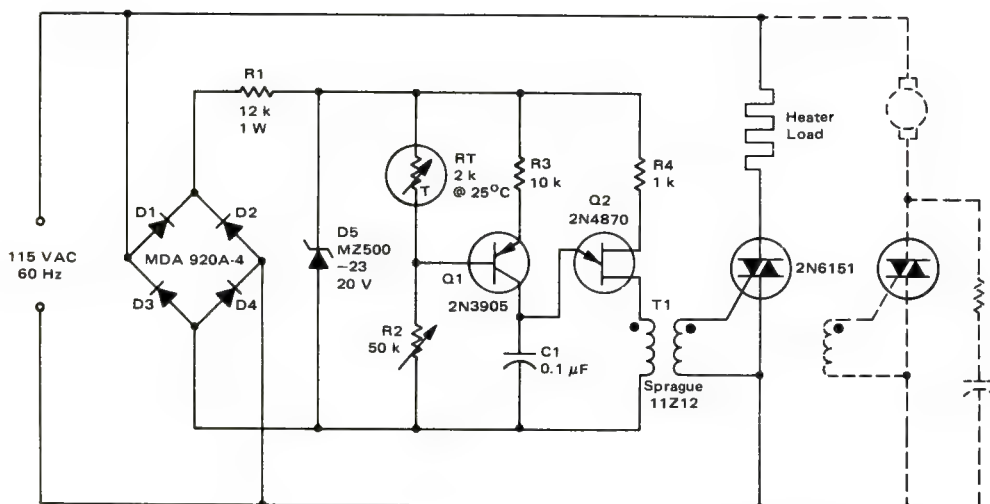 R1
12 k
1 W
Heater
Load
RT
2 k
@ 25°C
T
R3
10 k
R4
1 k
Q2
2N4870
D1
D2
115 VAC
60 Hz
MDA 920A-4
D3
D4
D5
MZ500
–23
20 V
Q1
2N3905
2N6151
R2
50 k
C1
0.1 μF
T1
Sprague
11Z12